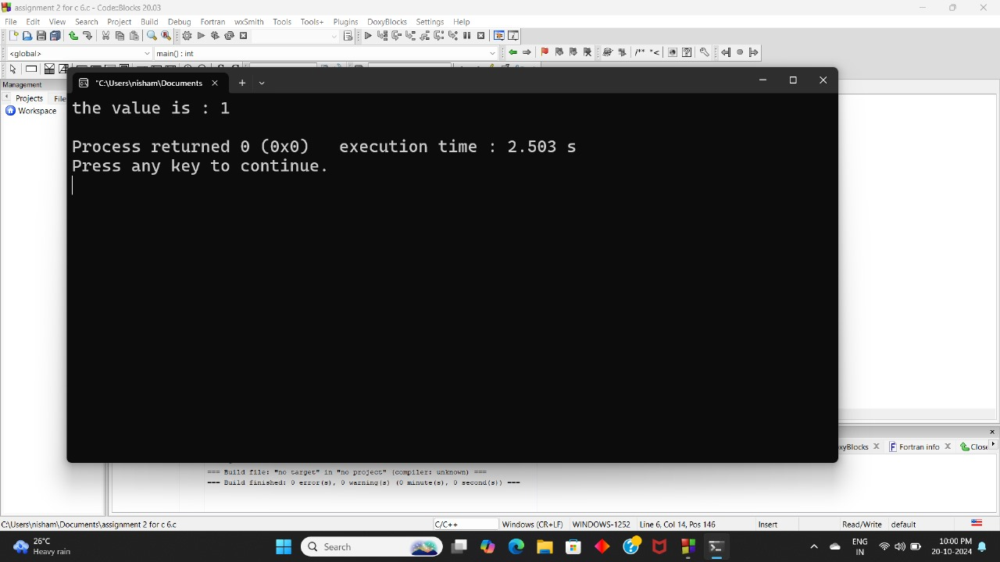 assignment 2 for c 6.c - Code::Blocks 20.03
File Edit View Search Project Build Debug Fortran wxSmith Tools Tools+ Plugins DoxyBlocks Settings Help
<global> main() : int
/** *<
Management
"C:\Users\nisham\Documents
Projects File
Workspace
the value is : 1
Process returned 0 (0x0) execution time : 2.503 s
Press any key to continue.
xyBlocks Fortran info Close
=== Build file: "no target" in "no project" (compiler: unknown) ===
=== Build finished: 0 error(s), 0 warning(s) (0 minute(s), 0 second(s)) ===
C:\Users\nisham\Documents\assignment 2 for c 6.c C/C++ Windows (CR+LF) WINDOWS-1252 Line 6, Col 14, Pos 146 Insert Read/Write default
26°C
Heavy rain
Search
ENG
IN
10:00 PM
20-10-2024